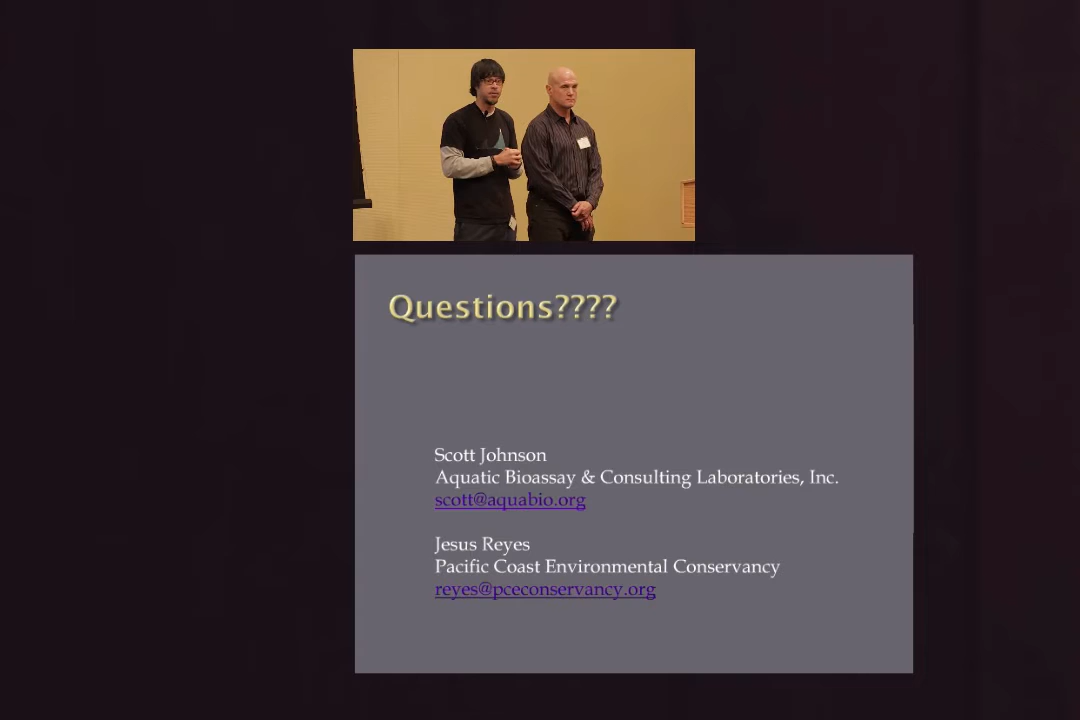 Questions????
Scott Johnson
Aquatic Bioassay & Consulting Laboratories, Inc.
scott@aquabio.org
Jesus Reyes
Pacific Coast Environmental Conservancy
reyes@pceconservancy.org